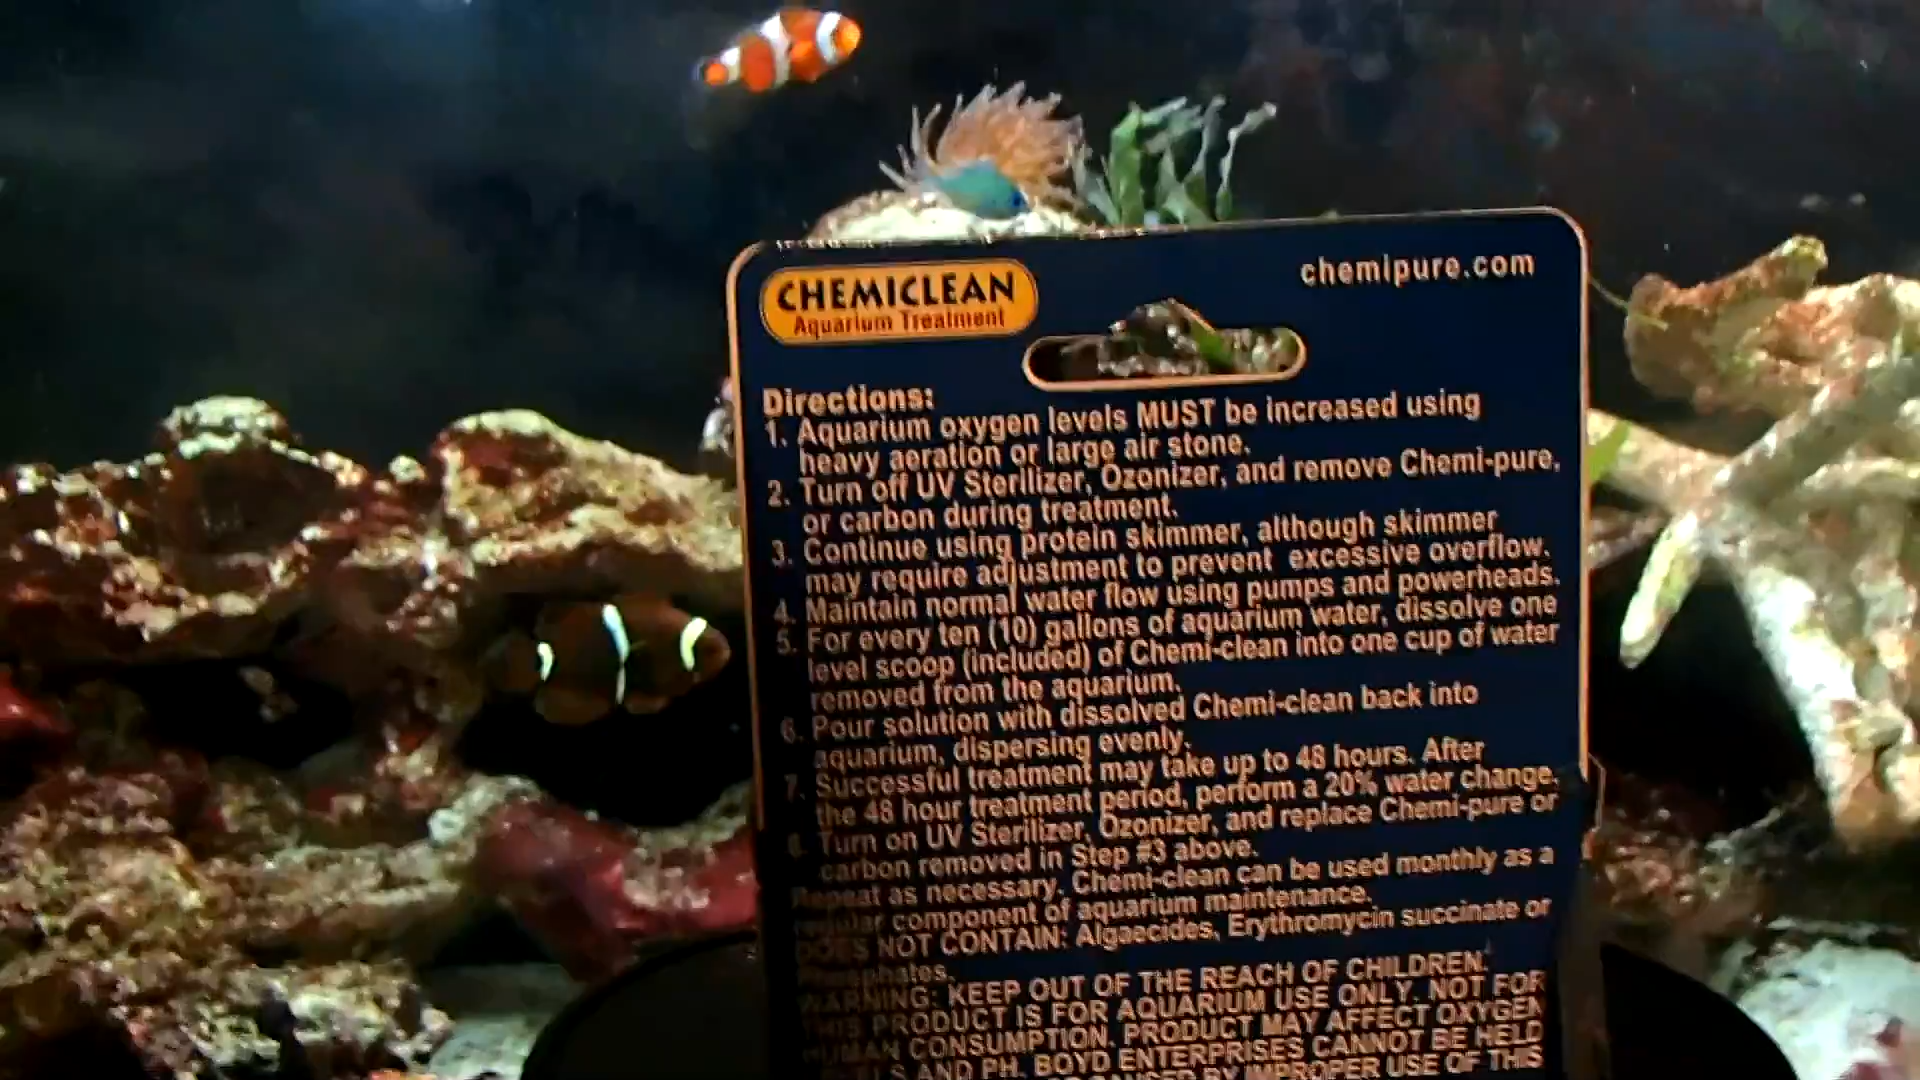 CHEMICLEAN
Aquarium Treatment
chemipure.com
Directions:
1. Aquarium oxygen levels MUST be increased using
heavy aeration or large air stone.
2. Turn off UV Sterilizer, Ozonizer, and remove Chemi-pure,
or carbon during treatment.
3. Continue using protein skimmer, although skimmer
may require adjustment to prevent excessive overflow.
4. Maintain normal water flow using pumps and powerheads.
5. For every ten (10) gallons of aquarium water, dissolve one
level scoop (included) of Chemi-clean into one cup of water
removed from the aquarium.
6. Pour solution with dissolved Chemi-clean back into
aquarium, dispersing evenly.
7. Successful treatment may take up to 48 hours. After
the 48 hour treatment period, perform a 20% water change.
8. Turn on UV Sterilizer, Ozonizer, and replace Chemi-pure or
carbon removed in Step #3 above.
Repeat as necessary. Chemi-clean can be used monthly as a
regular component of aquarium maintenance.
DOES NOT CONTAIN: Algaecides, Erythromycin succinate or
Phosphates.
WARNING: KEEP OUT OF THE REACH OF CHILDREN.
THIS PRODUCT IS FOR AQUARIUM USE ONLY. NOT FOR
HUMAN CONSUMPTION. PRODUCT MAY AFFECT OXYGEN
AND PH. BOYD ENTERPRISES CANNOT BE HELD
CAUSED BY IMPROPER USE OF THIS